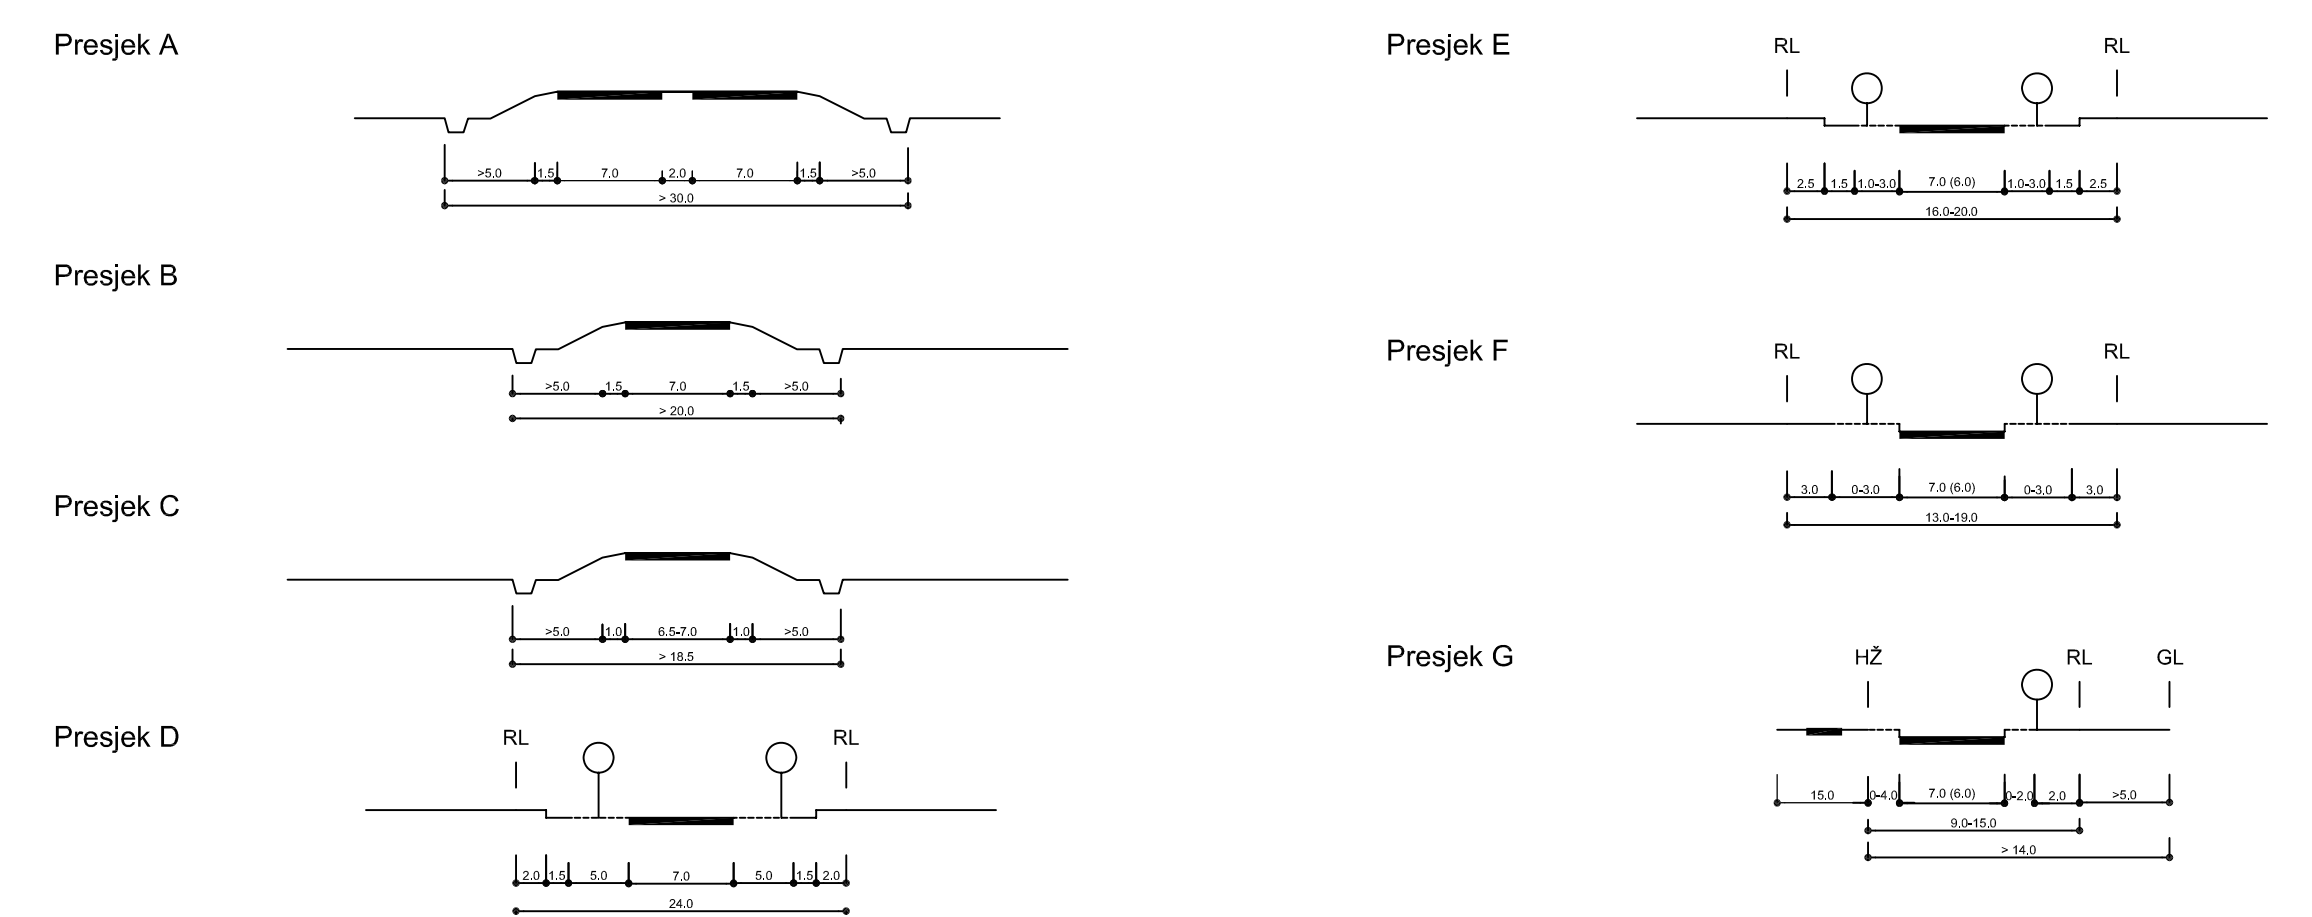 Presjek A
>5.0 1.5 7.0 2.0 7.0 1.5 >5.0
> 30.0
Presjek B
>5.0 1.5 7.0 1.5 >5.0
> 20.0
Presjek C
>5.0 1.0 6.5-7.0 1.0 >5.0
> 18.5
Presjek D
RL RL
2.0 1.5 5.0 7.0 5.0 1.5 2.0
24.0
Presjek E
RL RL
2.5 1.5 1.0-3.0 7.0 (6.0) 1.0-3.0 1.5 2.5
16.0-20.0
Presjek F
RL RL
3.0 0-3.0 7.0 (6.0) 0-3.0 3.0
13.0-19.0
Presjek G
HŽ RL GL
15.0 0-4.0 7.0 (6.0) 0-2.0 2.0 >5.0
9.0-15.0
> 14.0